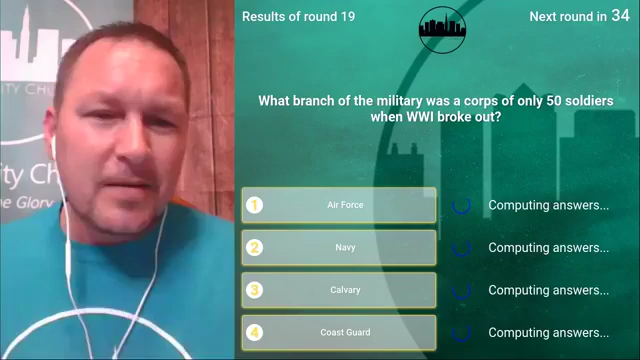 Results of round 19
Next round in 34
What branch of the military was a corps of only 50 soldiers
when WWI broke out?
1 Air Force Computing answers...
2 Navy Computing answers...
3 Calvary Computing answers...
4 Coast Guard Computing answers...
ity Ch